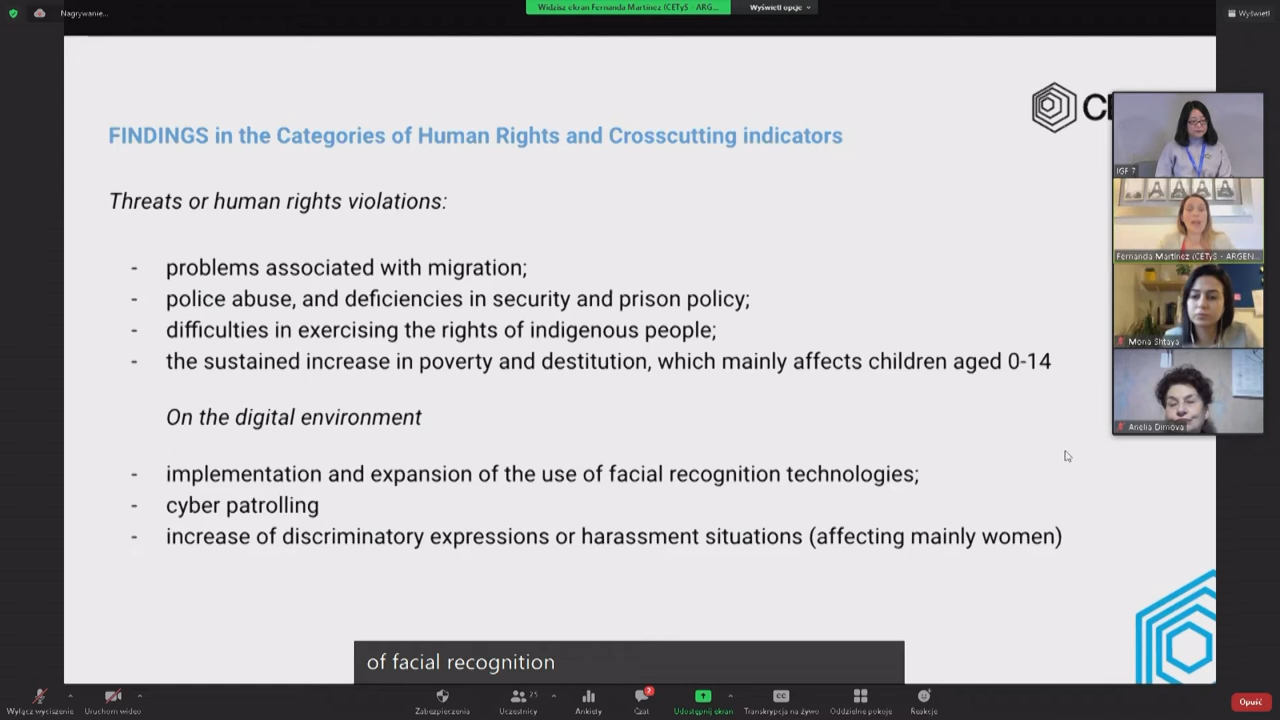 Nagrywanie...
Widzisz ekran Fernanda Martinez (CETyS - ARG...
Wyświetl opcje
Wyświetl
FINDINGS in the Categories of Human Rights and Crosscutting indicators
Threats or human rights violations:
- problems associated with migration;
- police abuse, and deficiencies in security and prison policy;
- difficulties in exercising the rights of indigenous people;
- the sustained increase in poverty and destitution, which mainly affects children aged 0-14
On the digital environment
- implementation and expansion of the use of facial recognition technologies;
- cyber patrolling
- increase of discriminatory expressions or harassment situations (affecting mainly women)
IGF 7
Fernanda Martinez (CETyS - ARGEN...
Mona Shtaya
Anelia Dimova
of facial recognition
Wyłącz wyciszenie
Uruchom wideo
Zabezpieczenia
Uczestnicy
25
Ankiety
Czat
2
Udostępnij ekran
CC
Transkrypcja na żywo
Oddzielne pokoje
Reakcje
Opuść